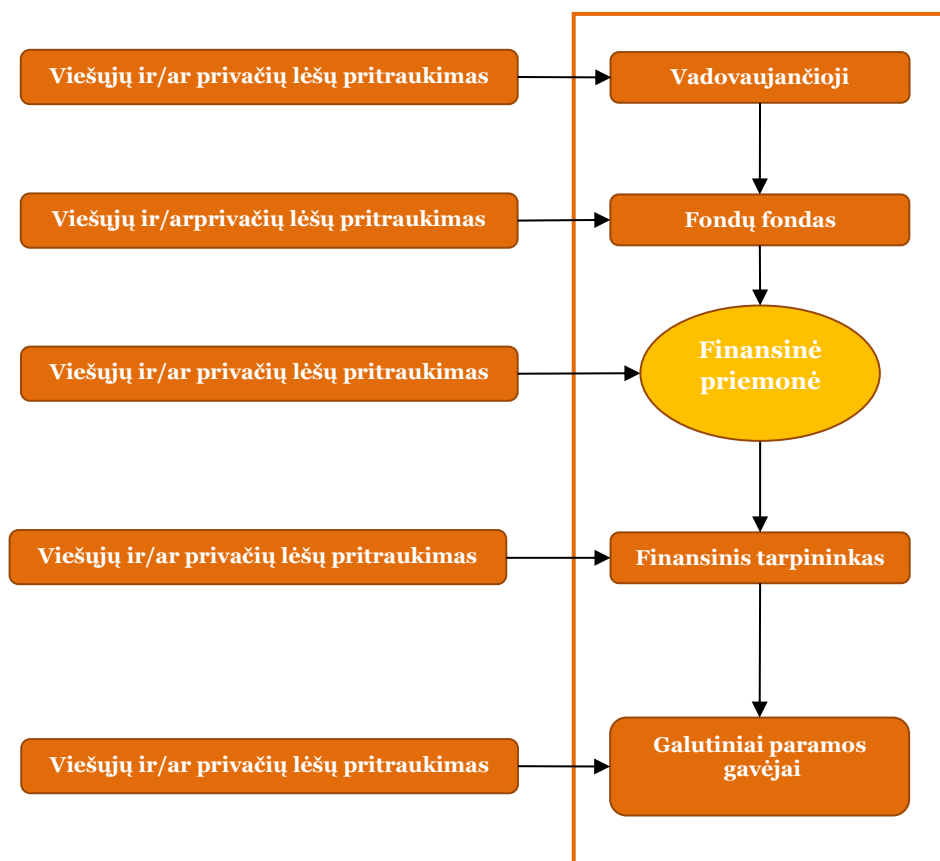 Viešųjų ir/ar privačių lėšų pritraukimas
Vadovaujančioji
Viešųjų ir/arprivačių lėšų pritraukimas
Fondų fondas
Viešųjų ir/ar privačių lėšų pritraukimas
Finansinė
priemonė
Viešųjų ir/ar privačių lėšų pritraukimas
Finansinis tarpininkas
Viešųjų ir/ar privačių lėšų pritraukimas
Galutiniai paramos
gavėjai